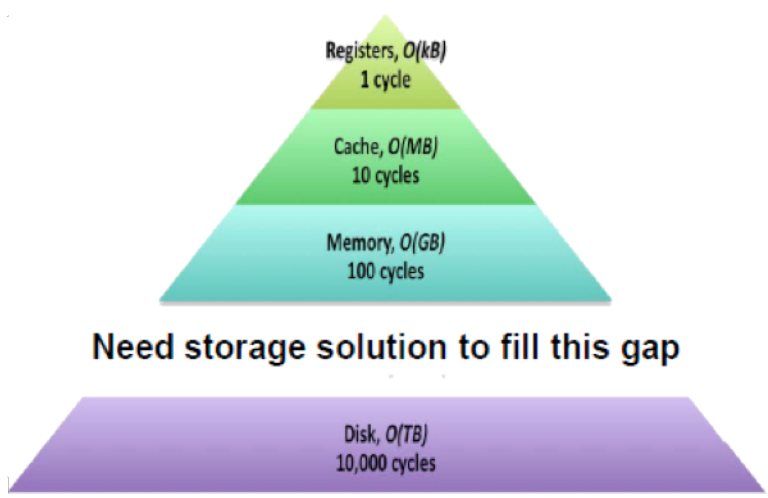 Registers, O(kB)
1 cycle
Cache, O(MB)
10 cycles
Memory, O(GB)
100 cycles
Need storage solution to fill this gap
Disk, O(TB)
10,000 cycles